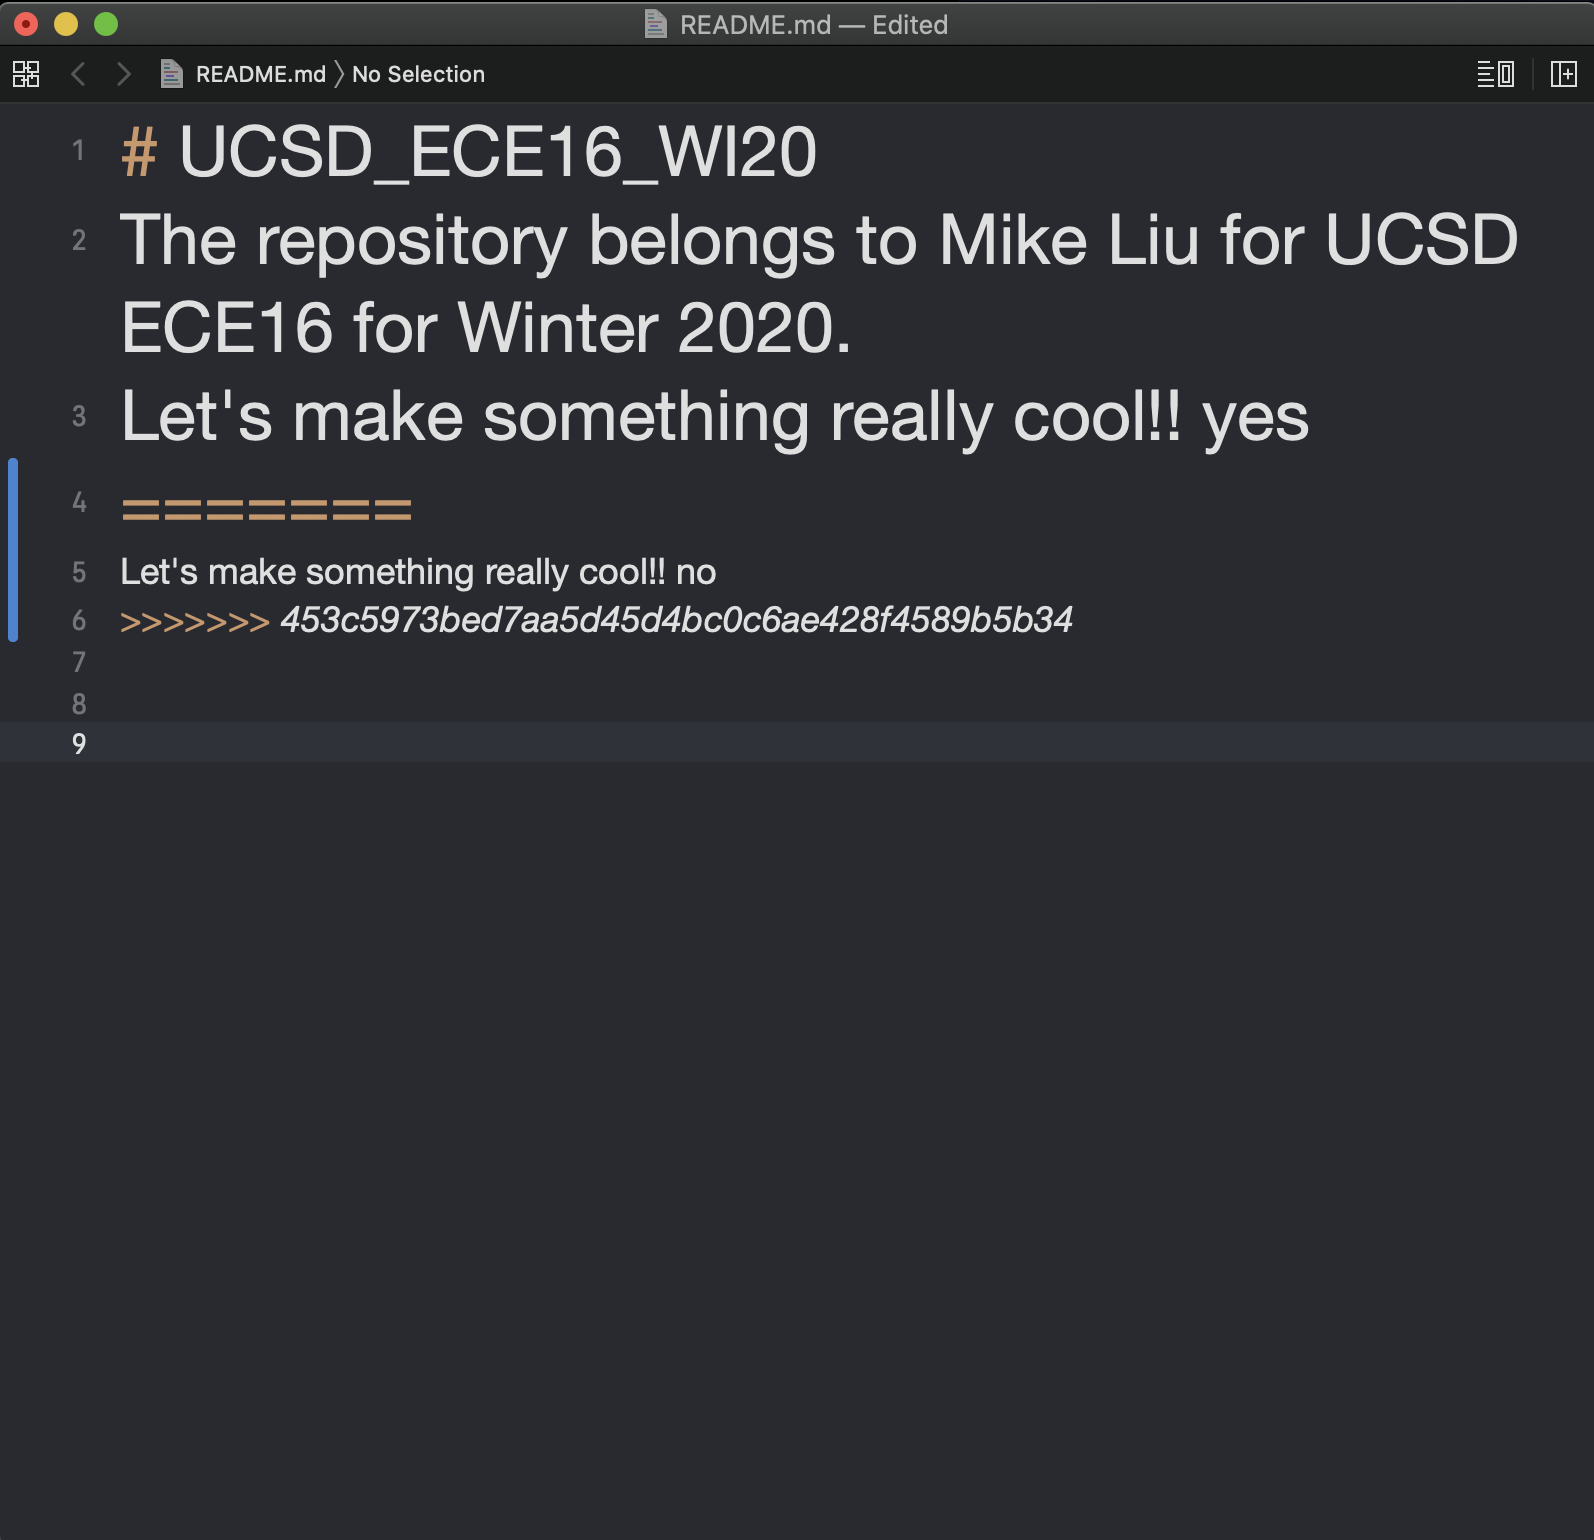 README.md — Edited
README.md 〉 No Selection
1 # UCSD_ECE16_WI20
2 The repository belongs to Mike Liu for UCSD
ECE16 for Winter 2020.
3 Let's make something really cool!! yes
4 =======
5 Let's make something really cool!! no
6 >>>>>>> 453c5973bed7aa5d45d4bc0c6ae428f4589b5b34
7
8
9